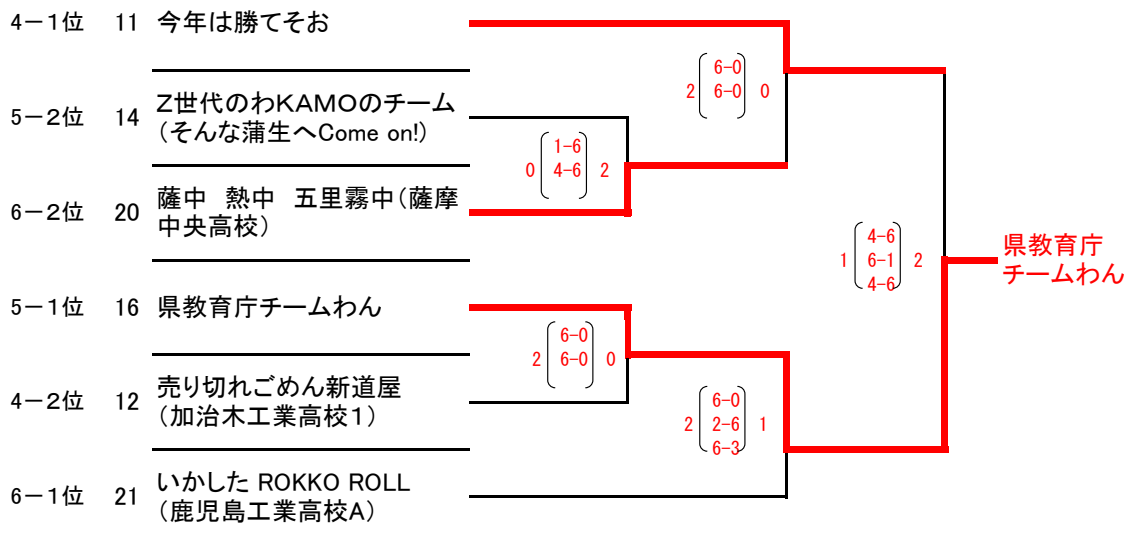 4－1位 11 今年は勝てそお
5－2位 14 Z世代のわKAMOのチーム
（そんな蒲生へCome on!）
6－2位 20 薩中　熱中　五里霧中（薩摩
中央高校）
5－1位 16 県教育庁チームわん
4－2位 12 売り切れごめん新道屋
（加治木工業高校１）
6－1位 21 いかした ROKKO ROLL
（鹿児島工業高校A）
6-0
2 6-0 0
1-6
0 4-6 2
6-0
2 6-0 0
6-0
2 2-6 1
6-3
4-6
1 6-1 2
4-6
県教育庁
チームわん